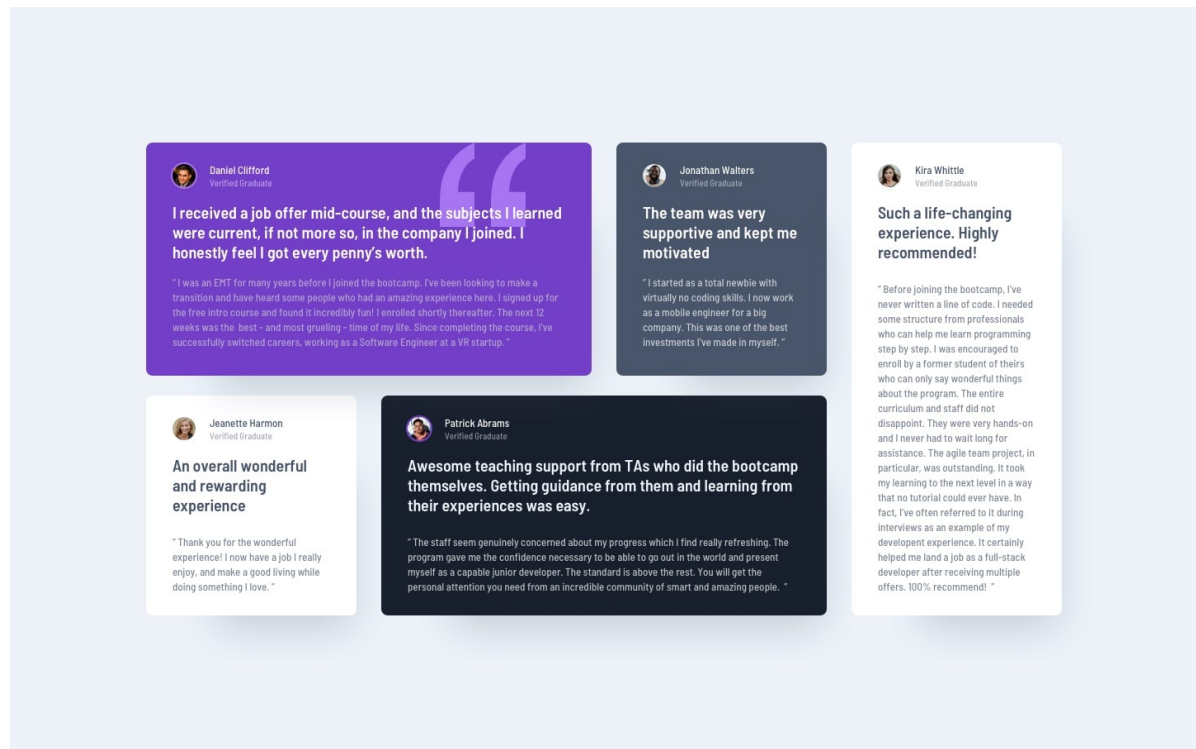 Daniel Clifford
Verified Graduate
I received a job offer mid-course, and the subjects I learned
were current, if not more so, in the company I joined. I
honestly feel I got every penny’s worth.
“ I was an EMT for many years before I joined the bootcamp. I’ve been looking to make a
transition and have heard some people who had an amazing experience here. I signed up for
the free intro course and found it incredibly fun! I enrolled shortly thereafter. The next 12
weeks was the best - and most grueling - time of my life. Since completing the course, I’ve
successfully switched careers, working as a Software Engineer at a VR startup. ”
Jonathan Walters
Verified Graduate
The team was very
supportive and kept me
motivated
“ I started as a total newbie with
virtually no coding skills. I now work
as a mobile engineer for a big
company. This was one of the best
investments I’ve made in myself. ”
Kira Whittle
Verified Graduate
Such a life-changing
experience. Highly
recommended!
“ Before joining the bootcamp, I’ve
never written a line of code. I needed
some structure from professionals
who can help me learn programming
step by step. I was encouraged to
enroll by a former student of theirs
who can only say wonderful things
about the program. The entire
curriculum and staff did not
disappoint. They were very hands-on
and I never had to wait long for
assistance. The agile team project, in
particular, was outstanding. It took
my learning to the next level in a way
that no tutorial could ever have. In
fact, I’ve often referred to it during
interviews as an example of my
developent experience. It certainly
helped me land a job as a full-stack
developer after receiving multiple
offers. 100% recommend! ”
Jeanette Harmon
Verified Graduate
An overall wonderful
and rewarding
experience
“ Thank you for the wonderful
experience! I now have a job I really
enjoy, and make a good living while
doing something I love. ”
Patrick Abrams
Verified Graduate
Awesome teaching support from TAs who did the bootcamp
themselves. Getting guidance from them and learning from
their experiences was easy.
“ The staff seem genuinely concerned about my progress which I find really refreshing. The
program gave me the confidence necessary to be able to go out in the world and present
myself as a capable junior developer. The standard is above the rest. You will get the
personal attention you need from an incredible community of smart and amazing people. ”